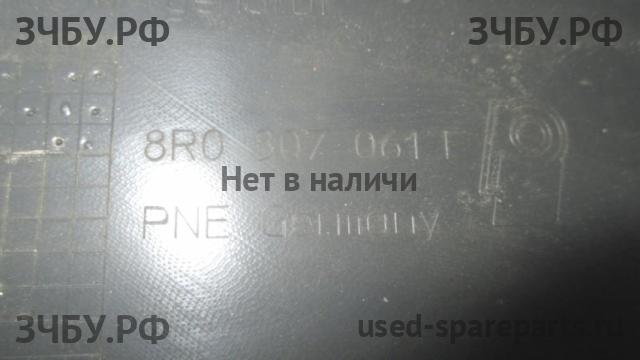 ЗЧБУ.РФ ЗЧБУ.РФ
8R0 807 061 T
Нет в наличи
PNE Germany
ЗЧБУ.РФ
used-spareparts.ru